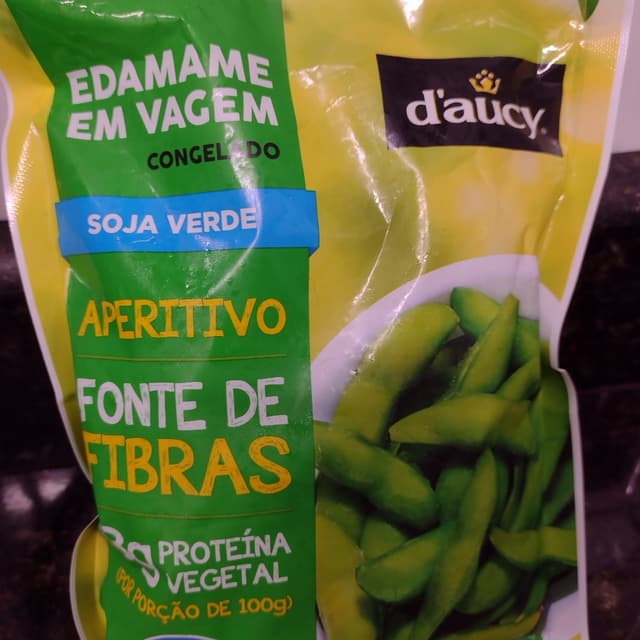 EDAMAME
EM VAGEM
CONGELADO
d'aucy
SOJA VERDE
APERITIVO
FONTE DE
FIBRAS
PROTEÍNA
VEGETAL
(POR PORÇÃO DE 100g)